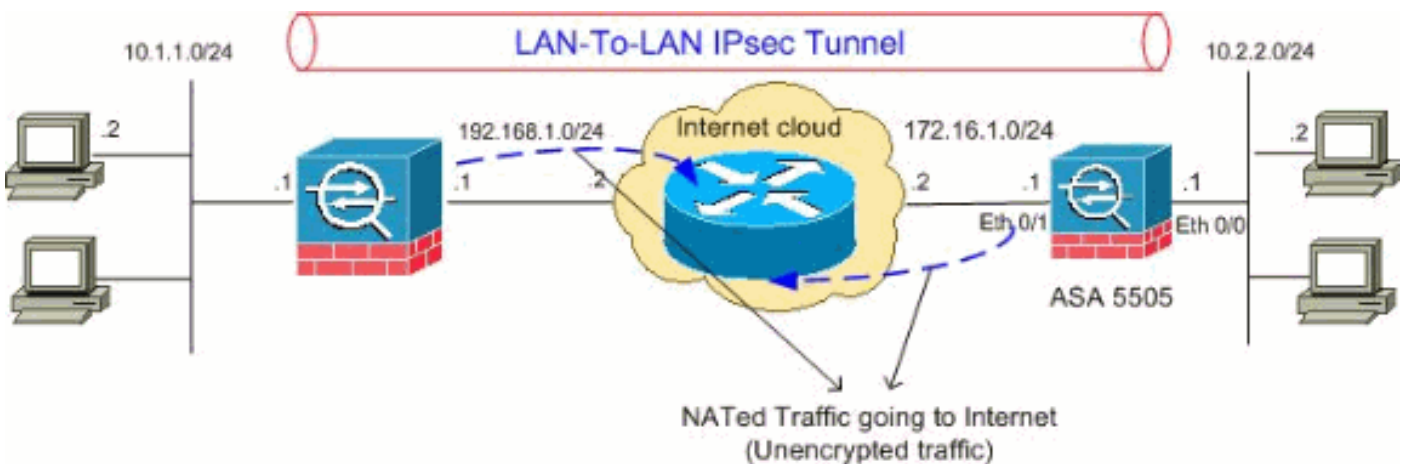 LAN-To-LAN IPsec Tunnel
10.1.1.0/24
10.2.2.0/24
192.168.1.0/24
Internet cloud
172.16.1.0/24
.2
.2
.1
.1
.2
.2
.1
.1
Eth 0/1
Eth 0/0
ASA 5505
NATed Traffic going to Internet
(Unencrypted traffic)